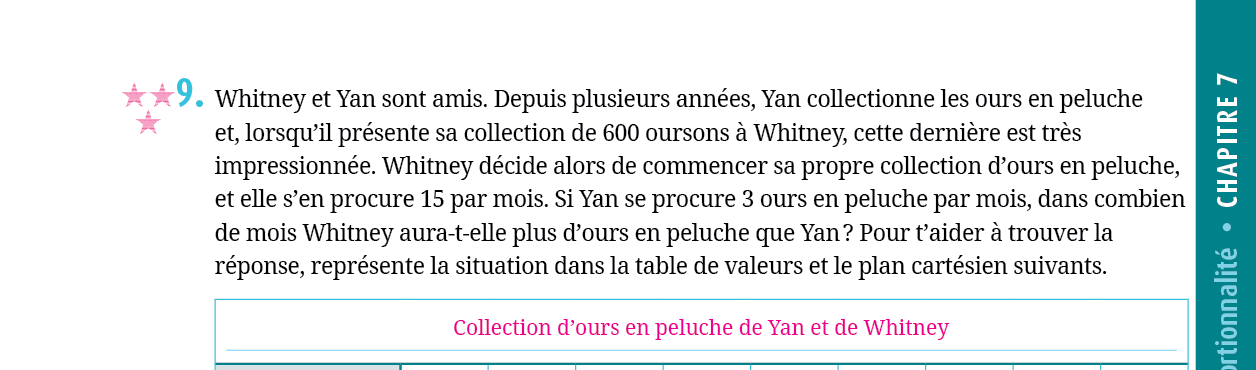 9. Whitney et Yan sont amis. Depuis plusieurs années, Yan collectionne les ours en peluche
et, lorsqu’il présente sa collection de 600 oursons à Whitney, cette dernière est très
impressionnée. Whitney décide alors de commencer sa propre collection d’ours en peluche,
et elle s’en procure 15 par mois. Si Yan se procure 3 ours en peluche par mois, dans combien
de mois Whitney aura-t-elle plus d’ours en peluche que Yan ? Pour t’aider à trouver la
réponse, représente la situation dans la table de valeurs et le plan cartésien suivants.
Collection d’ours en peluche de Yan et de Whitney
ortionnalité • CHAPITRE 7